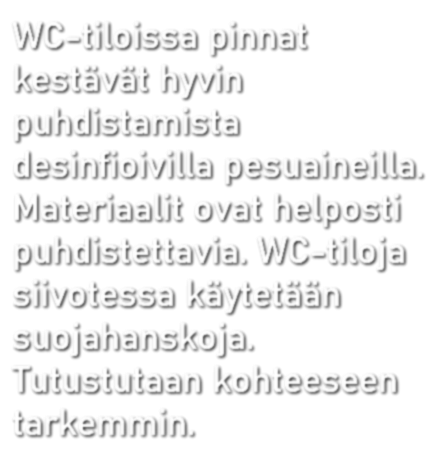 WC-tiloissa pinnat
kestävät hyvin
puhdistamista
desinfioivilla pesuaineilla.
Materiaalit ovat helposti
puhdistettavia. WC-tiloja
siivotessa käytetään
suojahanskoja.
Tutustutaan kohteeseen
tarkemmin.